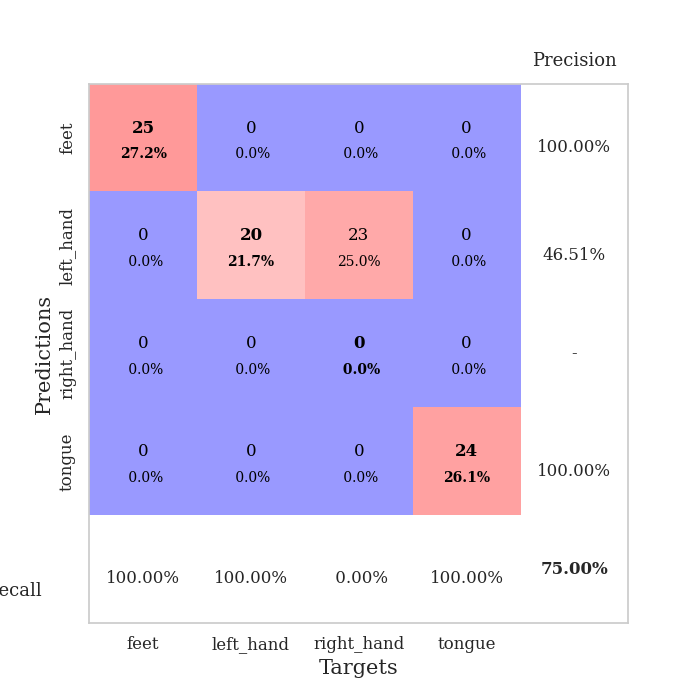 Precision
feet
25 0 0 0
27.2% 0.0% 0.0% 0.0%
100.00%
left_hand
0 20 23 0
0.0% 21.7% 25.0% 0.0%
46.51%
Predictions
right_hand
0 0 0 0
0.0% 0.0% 0.0% 0.0%
-
tongue
0 0 0 24
0.0% 0.0% 0.0% 26.1%
100.00%
ecall
100.00% 100.00% 0.00% 100.00% 75.00%
feet left_hand right_hand tongue
Targets